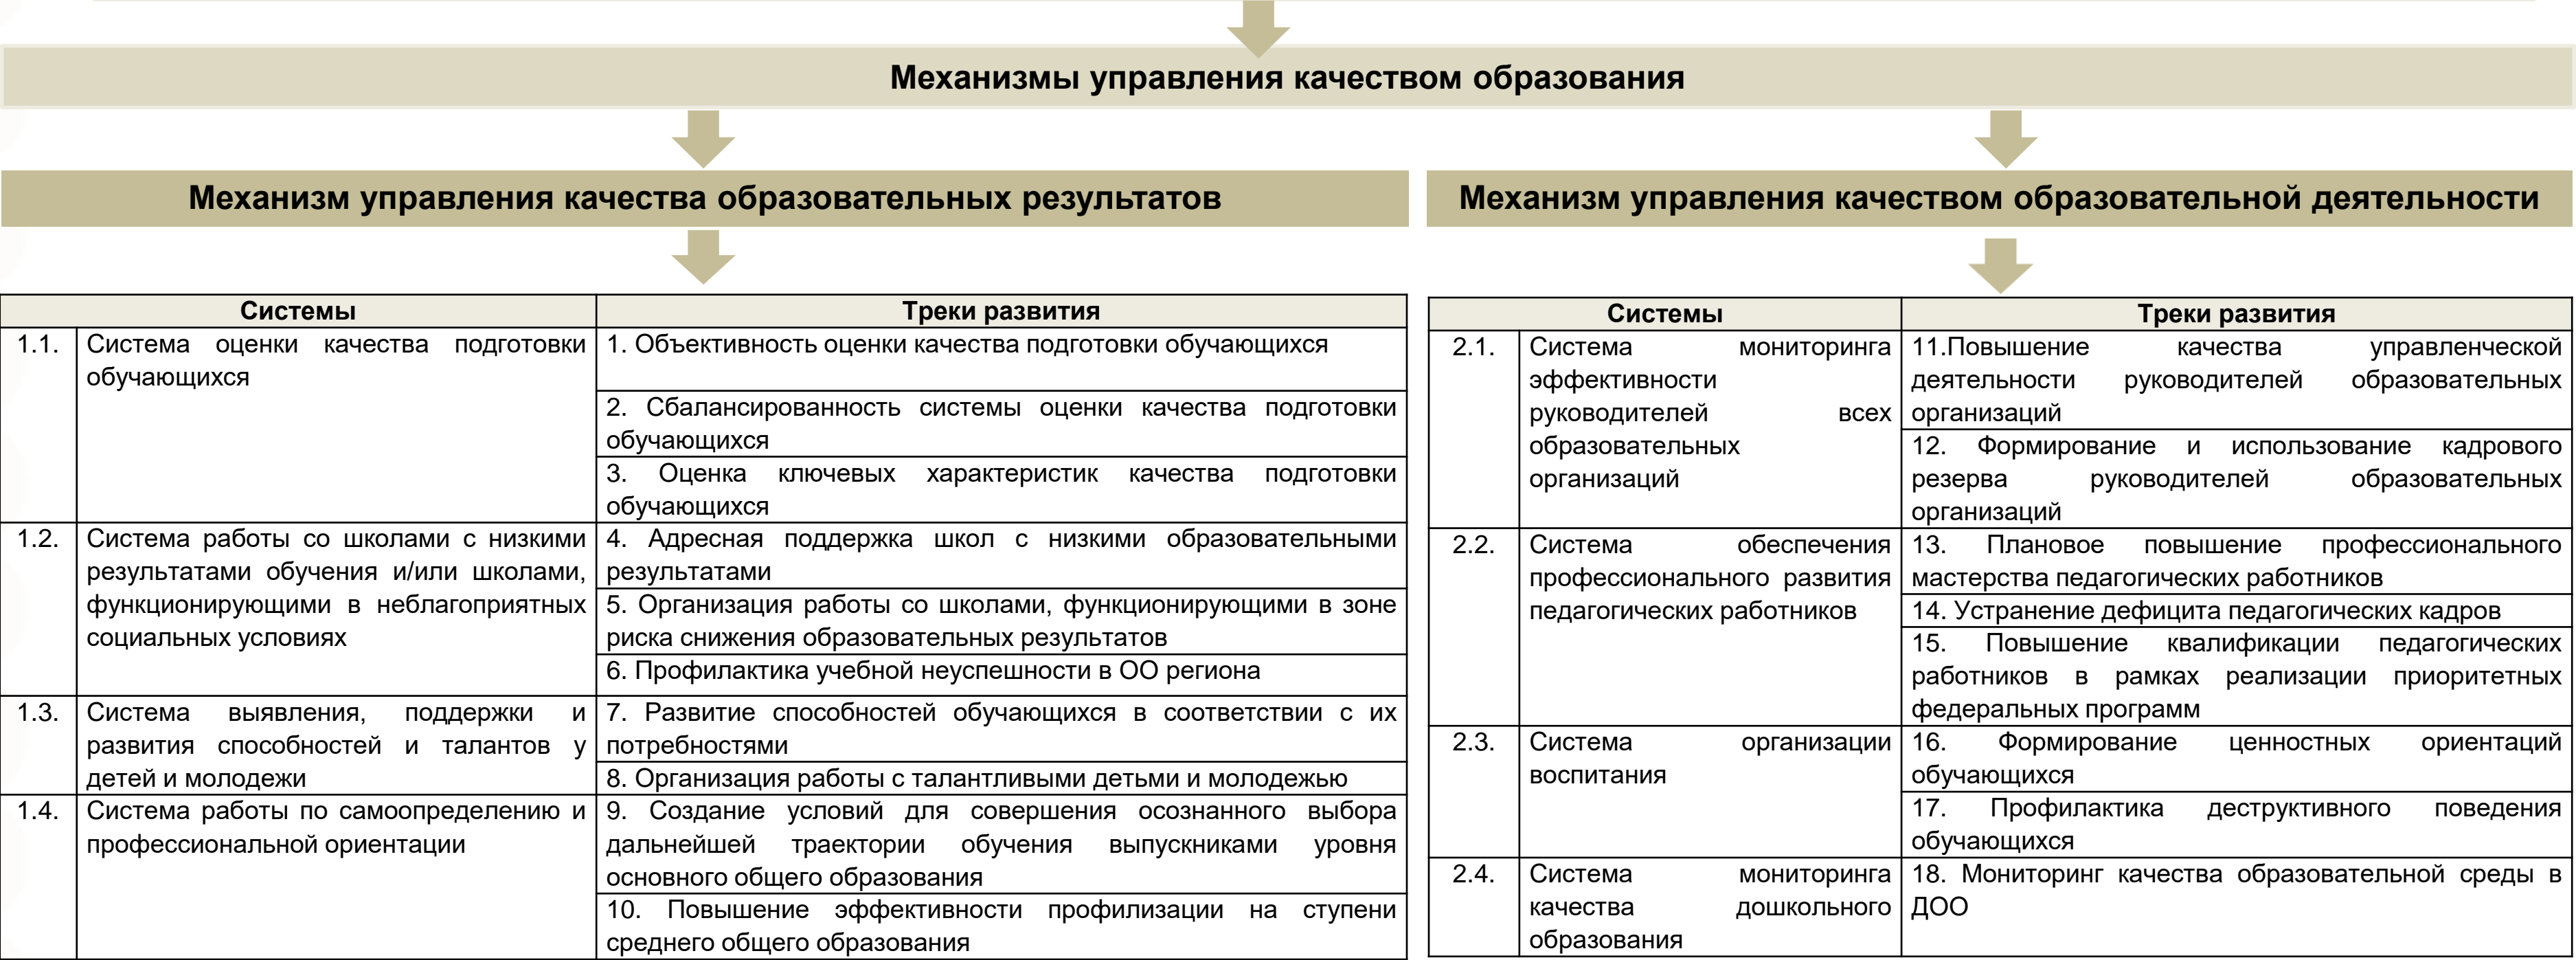 Механизмы управления качеством образования
Механизм управления качества образовательных результатов
Системы
Треки развития
1.1.
Система оценки качества подготовки
обучающихся
1. Объективность оценки качества подготовки обучающихся
2. Сбалансированность системы оценки качества подготовки
обучающихся
3. Оценка ключевых характеристик качества подготовки
обучающихся
1.2.
Система работы со школами с низкими
результатами обучения и/или школами,
функционирующими в неблагоприятных
социальных условиях
4. Адресная поддержка школ с низкими образовательными
результатами
5. Организация работы со школами, функционирующими в зоне
риска снижения образовательных результатов
6. Профилактика учебной неуспешности в ОО региона
1.3.
Система выявления, поддержки и
развития способностей и талантов у
детей и молодежи
7. Развитие способностей обучающихся в соответствии с их
потребностями
8. Организация работы с талантливыми детьми и молодежью
1.4.
Система работы по самоопределению и
профессиональной ориентации
9. Создание условий для совершения осознанного выбора
дальнейшей траектории обучения выпускниками уровня
основного общего образования
10. Повышение эффективности профилизации на ступени
среднего общего образования
Механизм управления качеством образовательной деятельности
Системы
Треки развития
2.1.
Система мониторинга
эффективности
руководителей всех
образовательных
организаций
11.Повышение качества управленческой
деятельности руководителей образовательных
организаций
12. Формирование и использование кадрового
резерва руководителей образовательных
организаций
2.2.
Система обеспечения
профессионального развития
педагогических работников
13. Плановое повышение профессионального
мастерства педагогических работников
14. Устранение дефицита педагогических кадров
15. Повышение квалификации педагогических
работников в рамках реализации приоритетных
федеральных программ
2.3.
Система организации
воспитания
16. Формирование ценностных ориентаций
обучающихся
17. Профилактика деструктивного поведения
обучающихся
2.4.
Система мониторинга
качества дошкольного
образования
18. Мониторинг качества образовательной среды в
ДОО